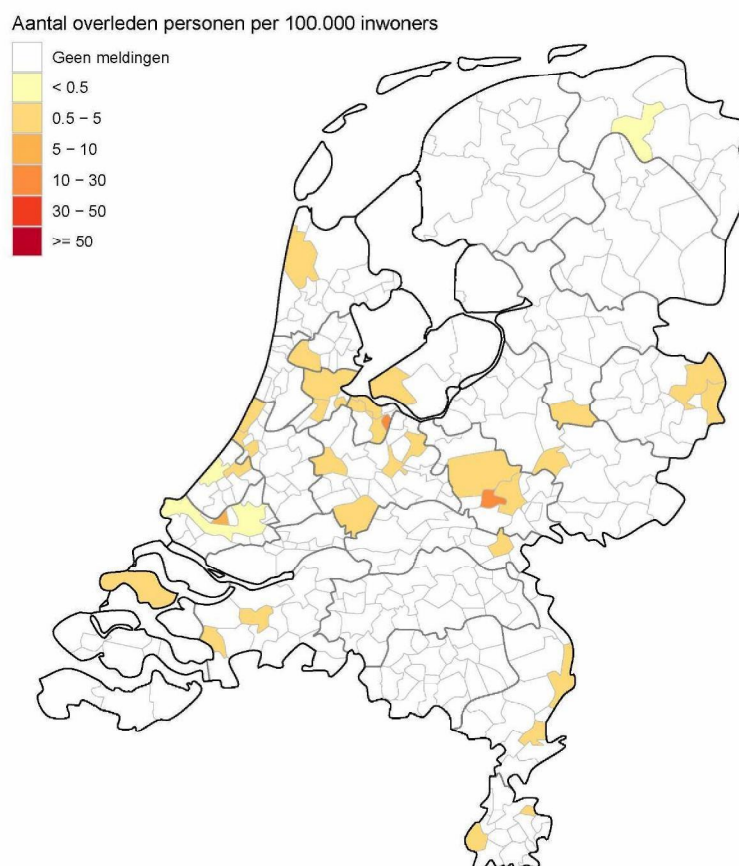 Aantal overleden personen per 100.000 inwoners
Geen meldingen
< 0.5
0.5 − 5
5 − 10
10 − 30
30 − 50
>= 50